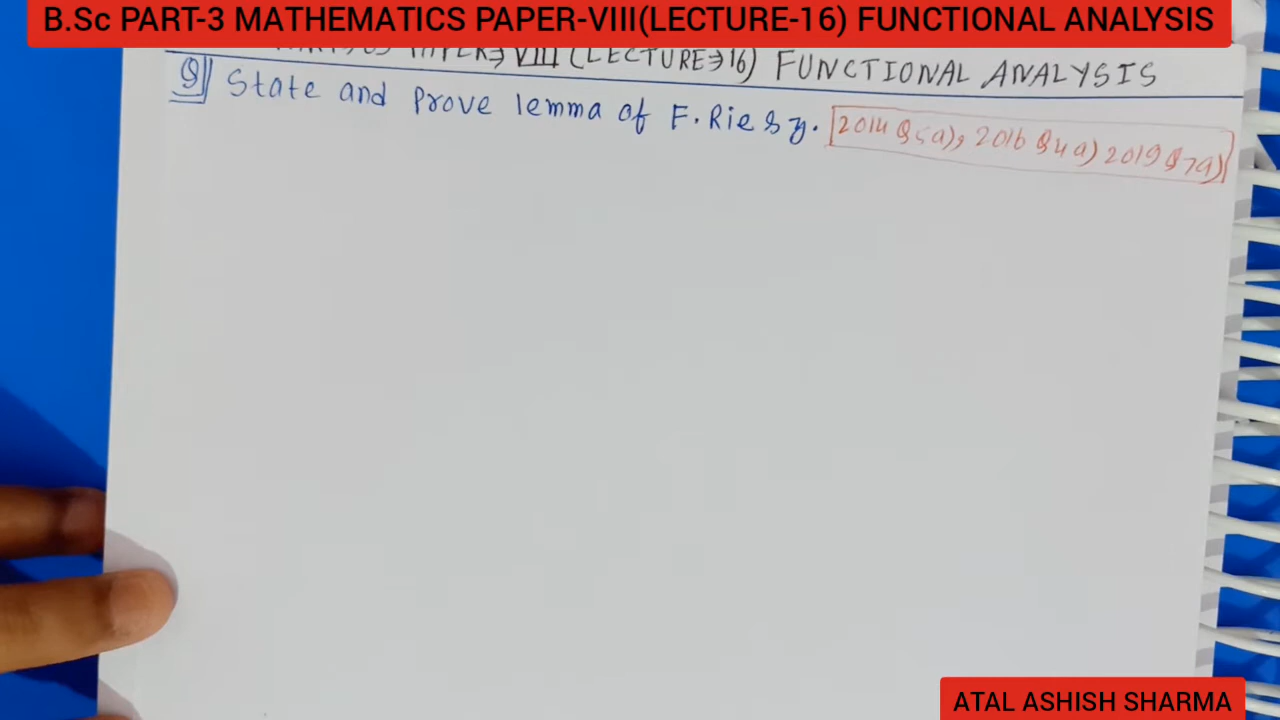 B.Sc PART-3 MATHEMATICS PAPER-VIII(LECTURE-16) FUNCTIONAL ANALYSIS
PAPER⇒VIII (LECTURE⇒16) FUNCTIONAL ANALYSIS
Q State and Prove lemma of F. Riesz. 2014 Q5a), 2016 Q4a) 2019 Q7a)
ATAL ASHISH SHARMA